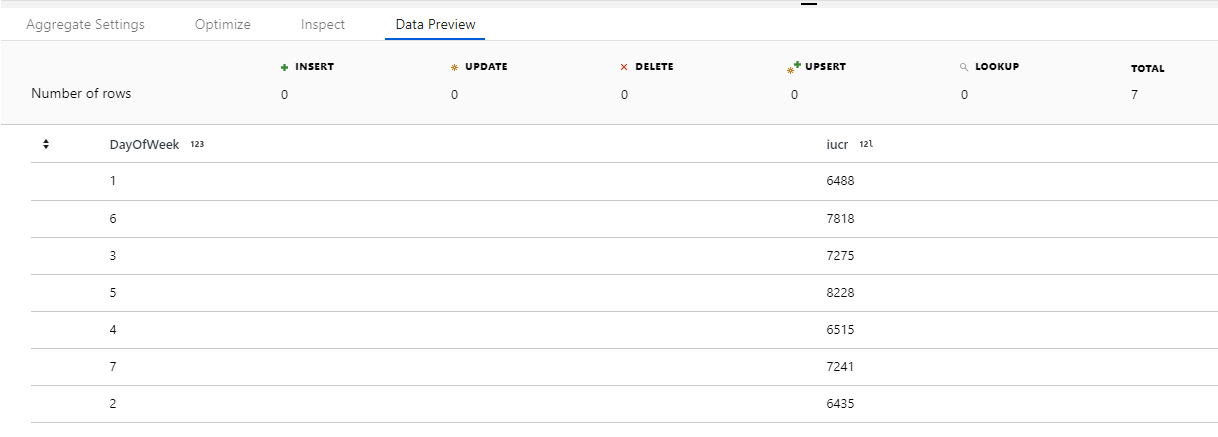 Aggregate Settings Optimize Inspect Data Preview
INSERT UPDATE DELETE UPSERT LOOKUP TOTAL
Number of rows 0 0 0 0 0 7
DayOfWeek 123 iucr 12l
1 6488
6 7818
3 7275
5 8228
4 6515
7 7241
2 6435